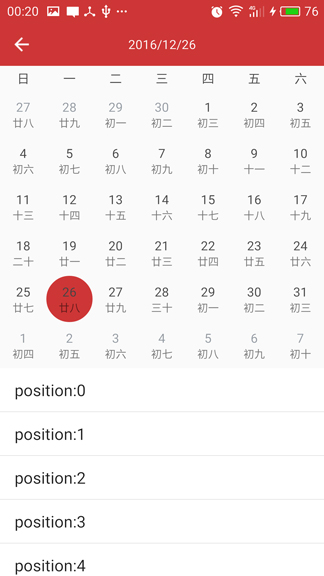 00:20 4G 76
2016/12/26
日 一 二 三 四 五 六
27 28 29 30 1 2 3
廿八 廿九 初一 初二 初三 初四 初五
4 5 6 7 8 9 10
初六 初七 初八 初九 初十 十一 十二
11 12 13 14 15 16 17
十三 十四 十五 十六 十七 十八 十九
18 19 20 21 22 23 24
二十 廿一 廿二 廿三 廿四 廿五 廿六
25 26 27 28 29 30 31
廿七 廿八 廿九 三十 初一 初二 初三
1 2 3 4 5 6 7
初四 初五 初六 初七 初八 初九 初十
position:0
position:1
position:2
position:3
position:4